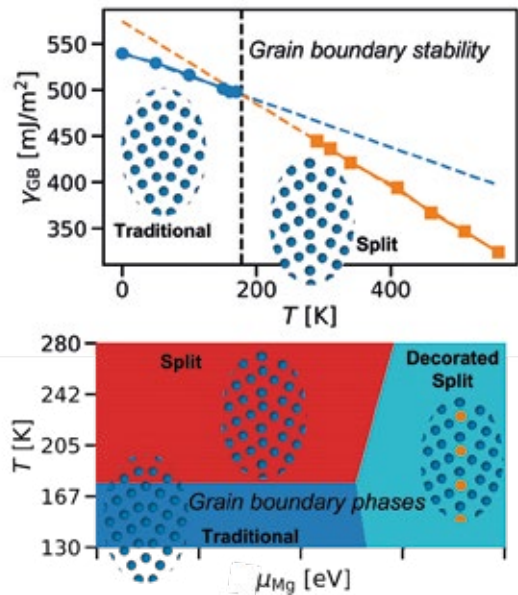 550
500
450
400
350
γGB [mJ/m²]
Grain boundary stability
Traditional
Split
0
200
400
T [K]
280
242
205
167
130
T [K]
Split
Decorated
Split
Grain boundary phases
Traditional
μMg [eV]